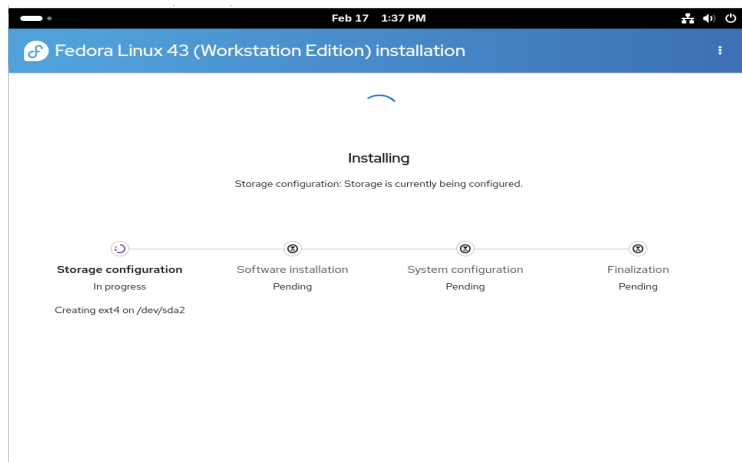 Feb 17 1:37 PM
Fedora Linux 43 (Workstation Edition) installation
Installing
Storage configuration: Storage is currently being configured.
Storage configuration
In progress
Creating ext4 on /dev/sda2
Software installation
Pending
System configuration
Pending
Finalization
Pending